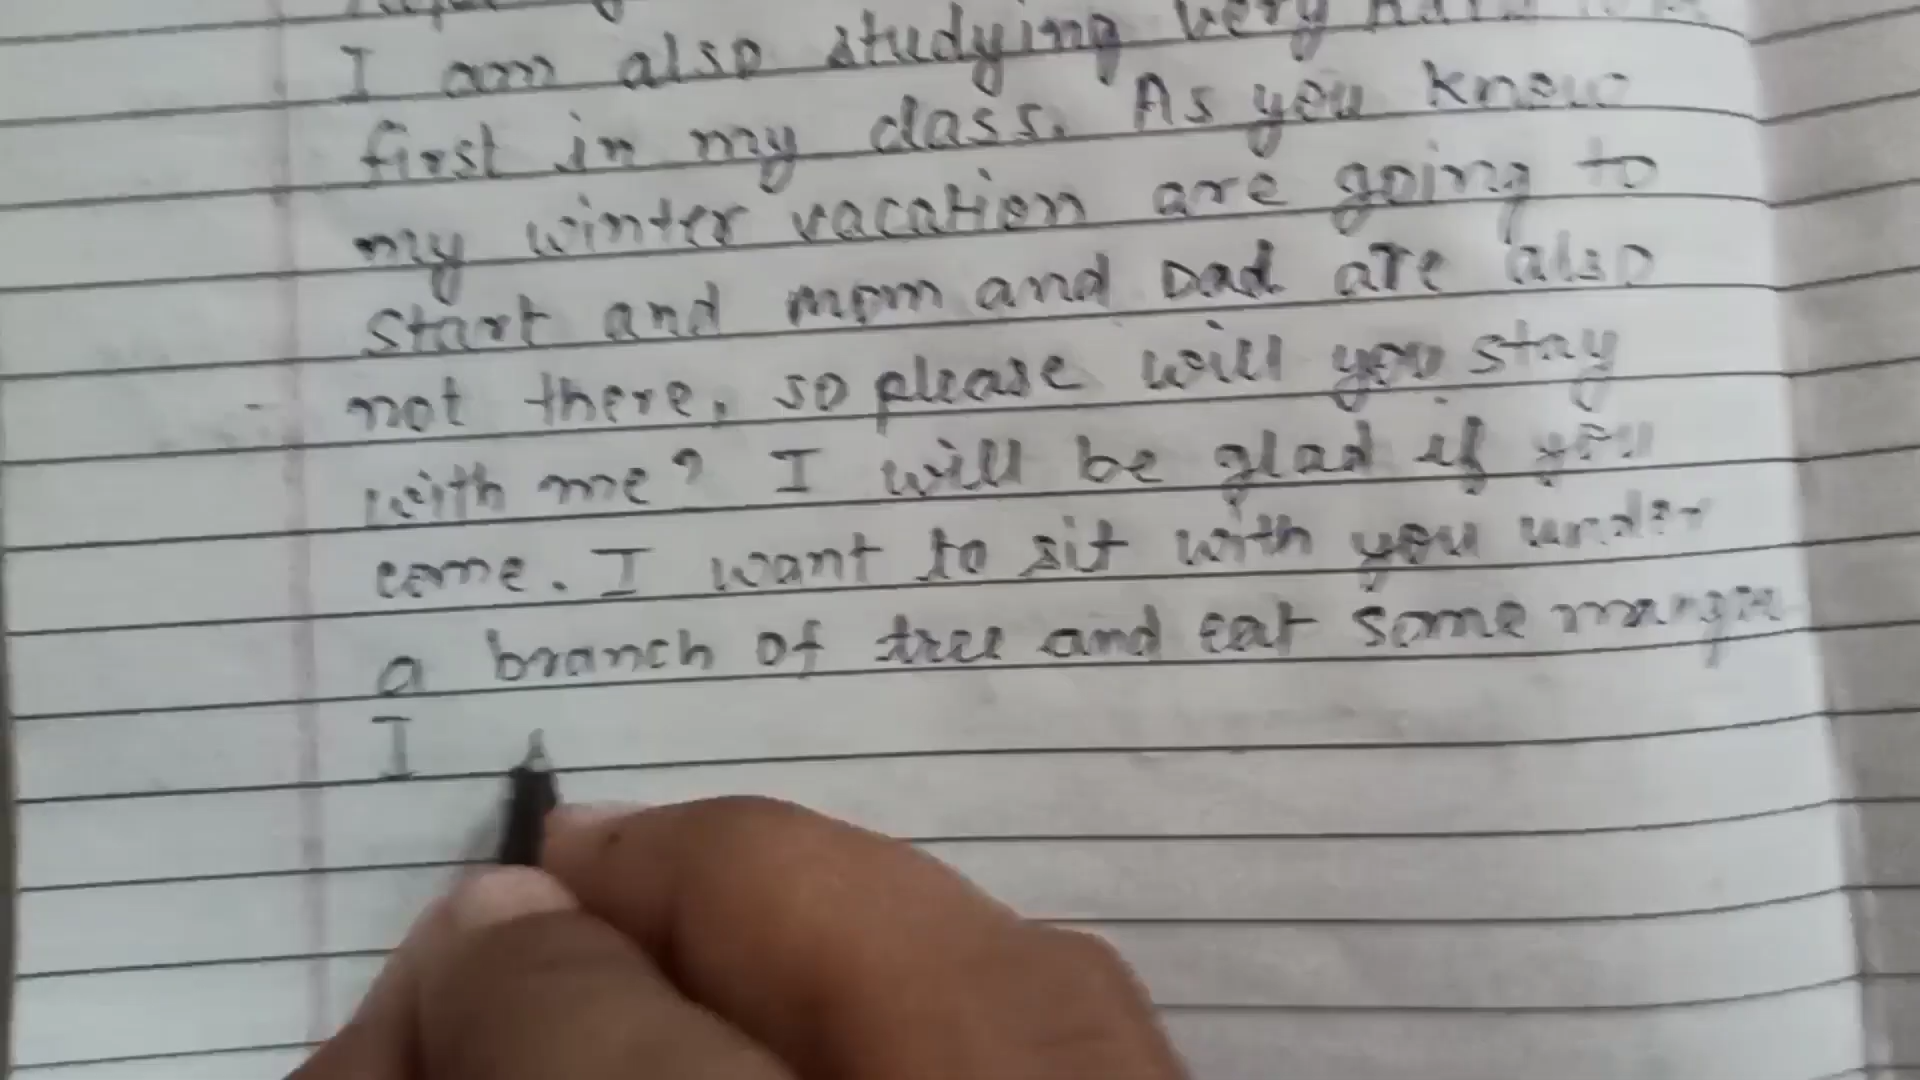 I am also studying very hard
first in my class. As you know
my winter vacation are going to
start and mom and Dad are also
not there, so please will you stay
with me? I will be glad if you
come. I want to sit with you under
a branch of tree and eat some
I